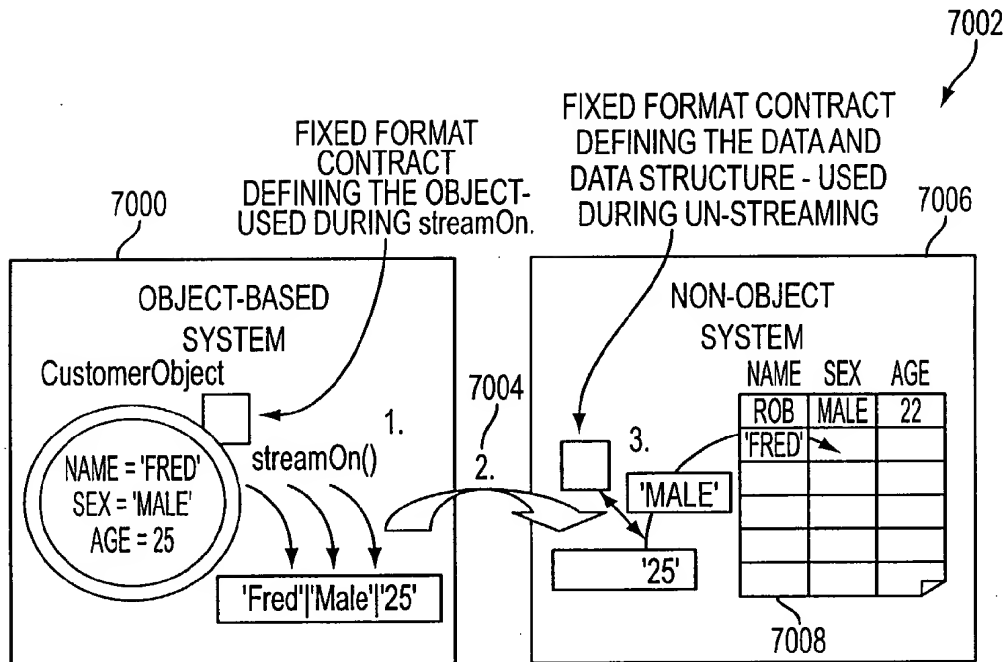 7002
FIXED FORMAT
CONTRACT
DEFINING THE OBJECT-
USED DURING streamOn.
FIXED FORMAT CONTRACT
DEFINING THE DATA AND
DATA STRUCTURE - USED
DURING UN-STREAMING
7000
7006
OBJECT-BASED
SYSTEM
CustomerObject
1.
NAME = 'FRED'
SEX = 'MALE'
AGE = 25
streamOn()
'Fred'|'Male'|'25'
7004
2.
NON-OBJECT
SYSTEM
3.
'MALE'
'25'
NAME SEX AGE
ROB MALE 22
'FRED'
7008